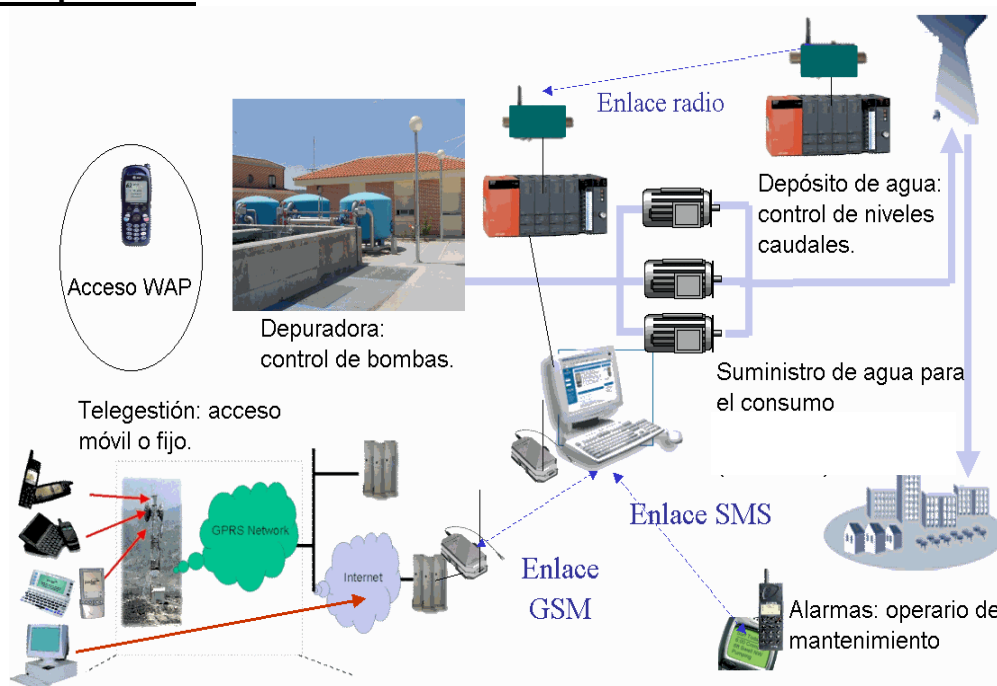 Enlace radio
Depósito de agua:
control de niveles
caudales.
Acceso WAP
Depuradora:
control de bombas.
Suministro de agua para
el consumo
Telegestión: acceso
móvil o fijo.
GPRS Network
Internet
Enlace SMS
Enlace
GSM
Alarmas: operario de
mantenimiento